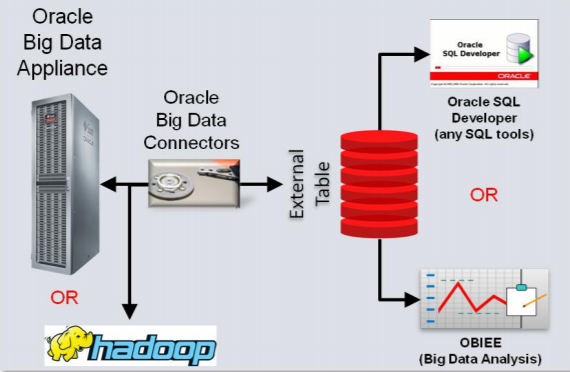 Oracle
Big Data
Appliance
Oracle
Big Data
Connectors
OR
hadoop
External
Table
Oracle
SQL Developer
ORACLE
Oracle SQL
Developer
(any SQL tools)
OR
OBIEE
(Big Data Analysis)